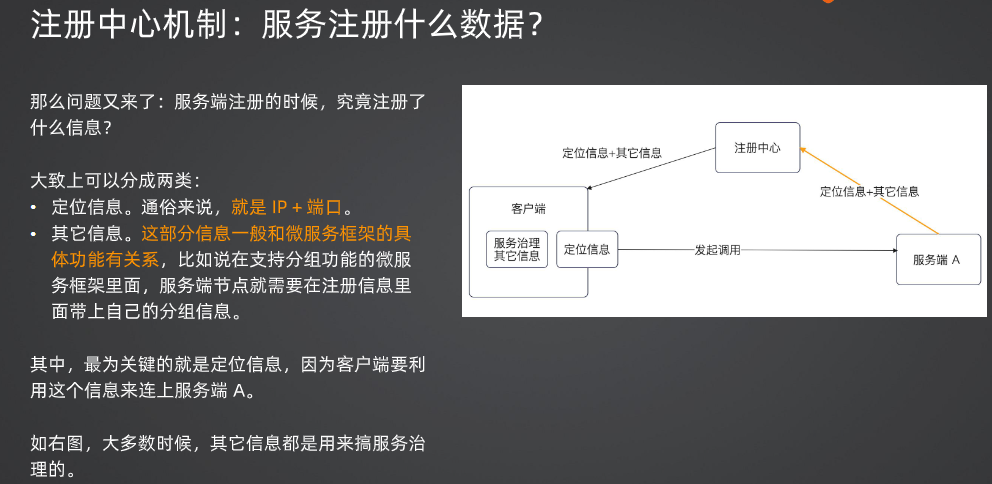 注册中心机制：服务注册什么数据？
那么问题又来了：服务端注册的时候，究竟注册了
什么信息？
大致上可以分成两类：
• 定位信息。通俗来说，就是 IP + 端口。
• 其它信息。这部分信息一般和微服务框架的具
体功能有关系，比如说在支持分组功能的微服
务框架里面，服务端节点就需要在注册信息里
面带上自己的分组信息。
其中，最为关键的就是定位信息，因为客户端要利
用这个信息来连上服务端 A。
如右图，大多数时候，其它信息都是用来搞服务治
理的。
注册中心
定位信息+其它信息
定位信息+其它信息
客户端
服务治理
其它信息
定位信息
发起调用
服务端 A